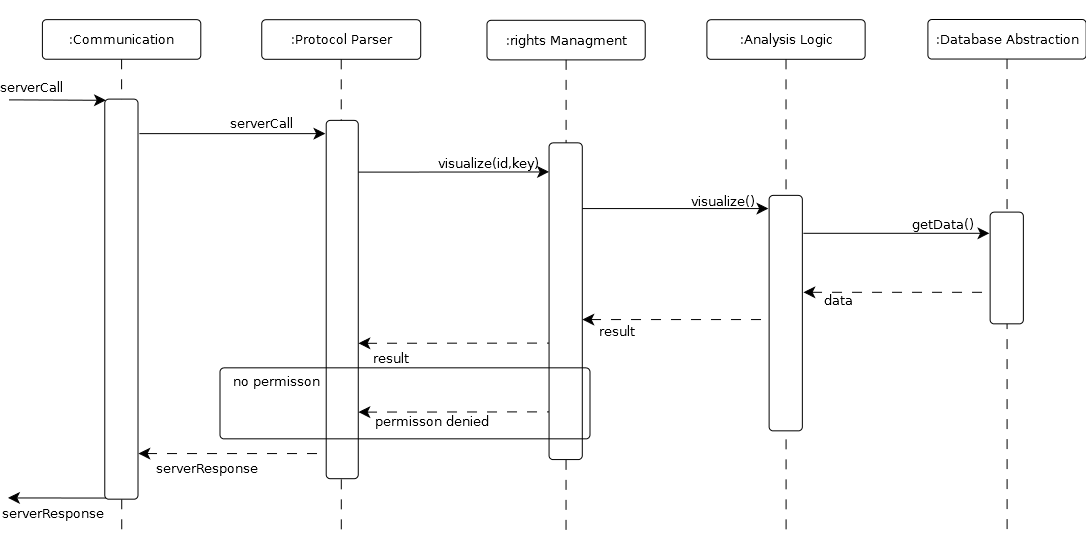 :Communication
:Protocol Parser
:rights Managment
:Analysis Logic
:Database Abstraction
serverCall
serverCall
visualize(id,key)
visualize()
getData()
data
result
result
no permisson
permisson denied
serverResponse
serverResponse